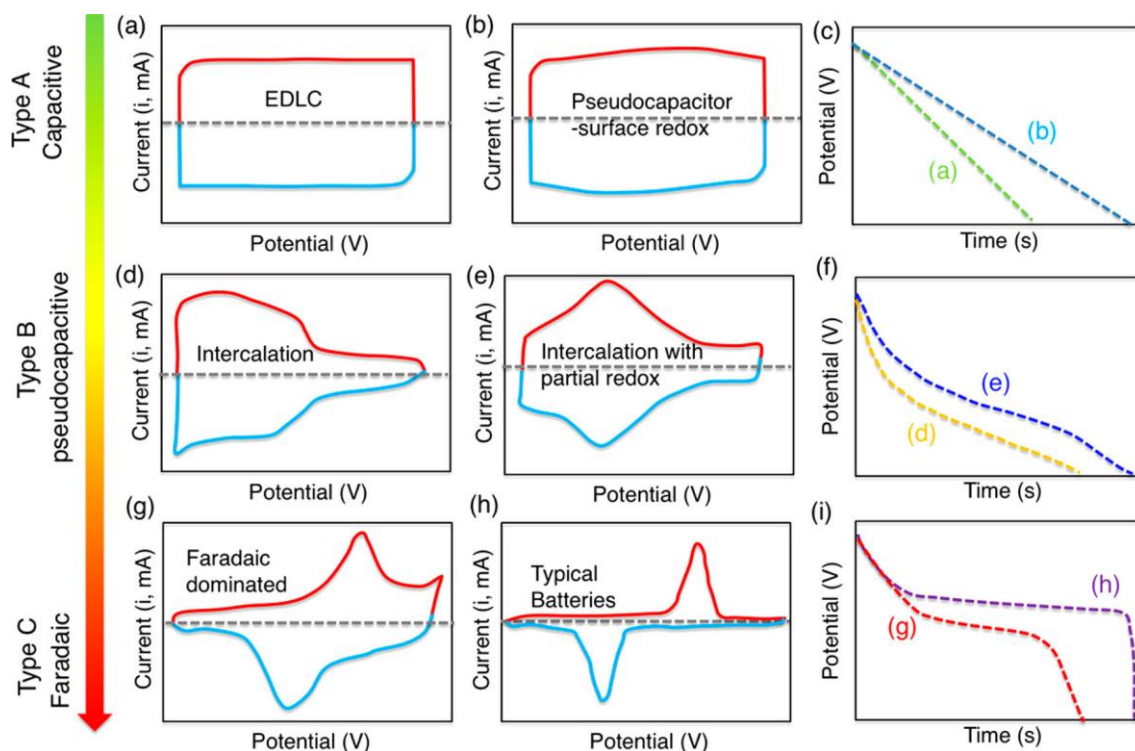 Type A
Capacitive
(a)
Current (i, mA)
EDLC
Potential (V)
(b)
Current (i, mA)
Pseudocapacitor
-surface redox
Potential (V)
(c)
Potential (V)
(b)
(a)
Time (s)
Type B
pseudocapacitive
(d)
Current (i, mA)
Intercalation
Potential (V)
(e)
Current (i, mA)
Intercalation with
partial redox
Potential (V)
(f)
Potential (V)
(e)
(d)
Time (s)
Type C
Faradaic
(g)
Current (i, mA)
Faradaic
dominated
Potential (V)
(h)
Current (i, mA)
Typical
Batteries
Potential (V)
(i)
Potential (V)
(h)
(g)
Time (s)